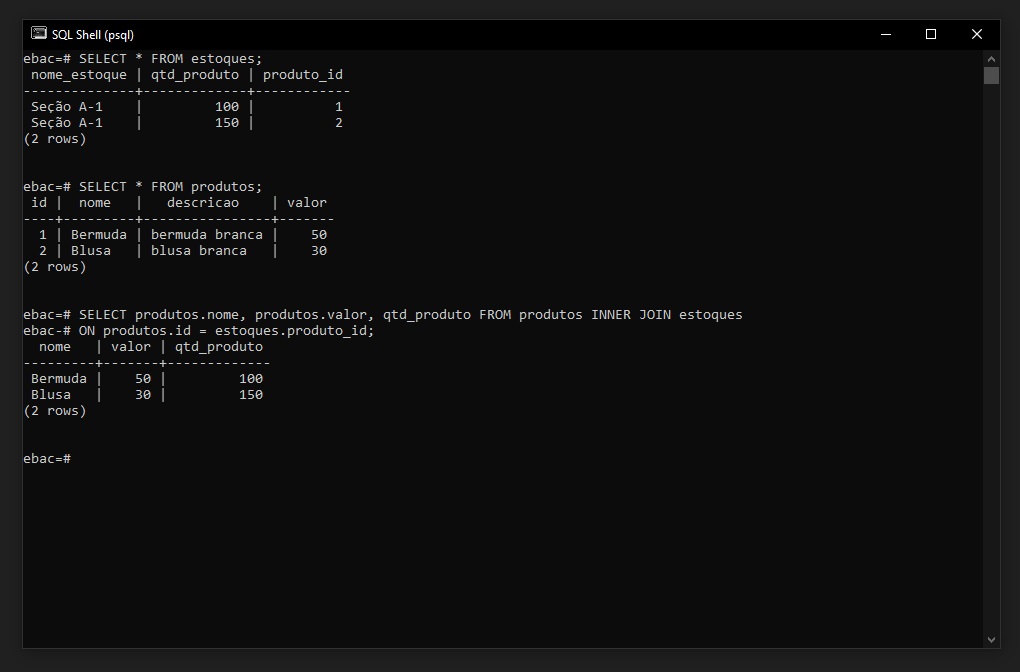 SQL Shell (psql)
ebac=# SELECT * FROM estoques;
 nome_estoque | qtd_produto | produto_id
--------------+-------------+------------
 Seção A-1    |         100 |          1
 Seção A-1    |         150 |          2
(2 rows)
ebac=# SELECT * FROM produtos;
 id |  nome   |   descricao    | valor
----+---------+----------------+-------
  1 | Bermuda | bermuda branca |    50
  2 | Blusa   | blusa branca   |    30
(2 rows)
ebac=# SELECT produtos.nome, produtos.valor, qtd_produto FROM produtos INNER JOIN estoques
ebac-# ON produtos.id = estoques.produto_id;
  nome   | valor | qtd_produto
---------+-------+-------------
 Bermuda |    50 |         100
 Blusa   |    30 |         150
(2 rows)
ebac=#